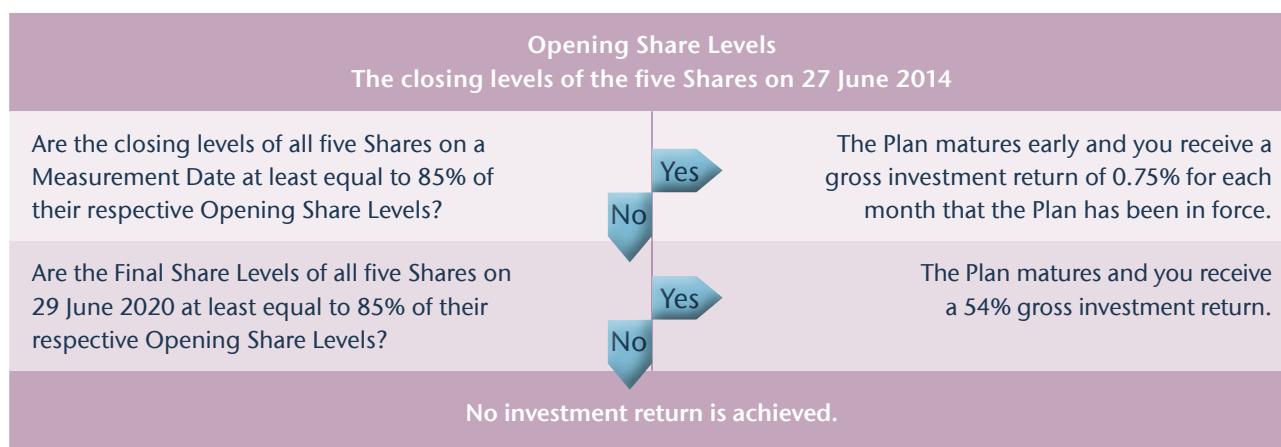 Opening Share Levels
The closing levels of the five Shares on 27 June 2014
Are the closing levels of all five Shares on a
Measurement Date at least equal to 85% of
their respective Opening Share Levels?
Yes
No
The Plan matures early and you receive a
gross investment return of 0.75% for each
month that the Plan has been in force.
Are the Final Share Levels of all five Shares on
29 June 2020 at least equal to 85% of their
respective Opening Share Levels?
Yes
No
The Plan matures and you receive
a 54% gross investment return.
No investment return is achieved.